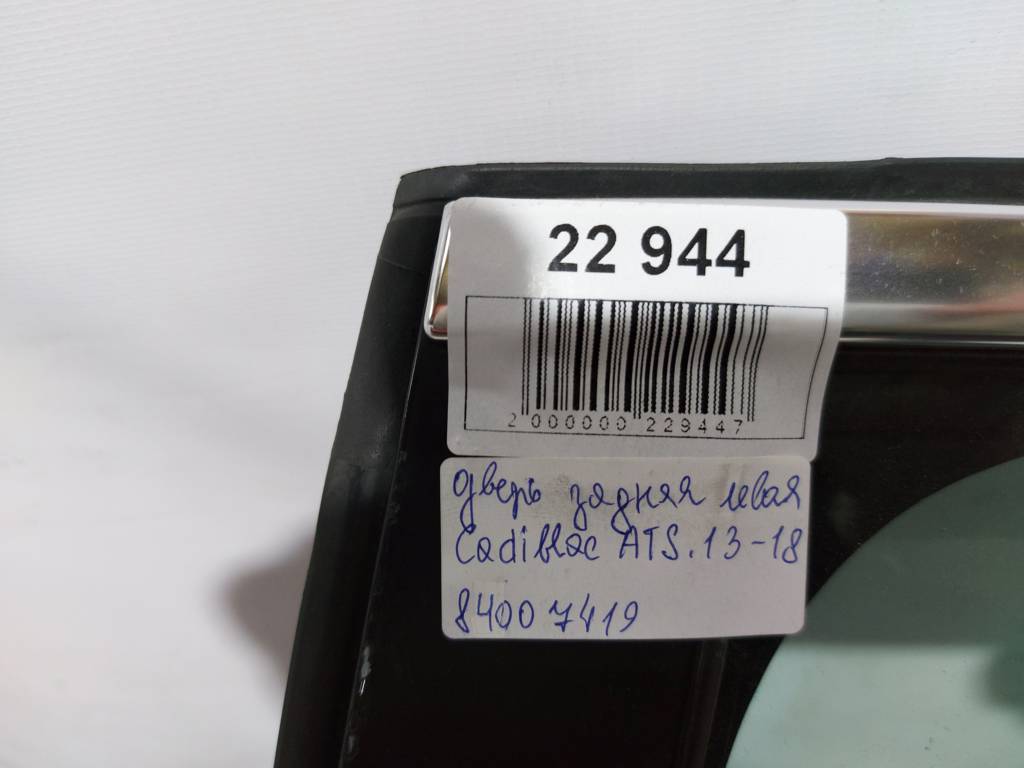 22 944
2 000000 229447
дверь задняя левая
Cadillac ATS.13-18
84007419